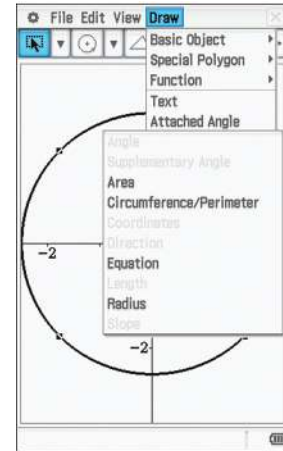 File Edit View Draw
Basic Object
Special Polygon
Function
Text
Attached Angle
Angle
Supplementary Angle
Area
Circumference/Perimeter
Coordinates
Direction
Equation
Length
Radius
Slope
-2
-2